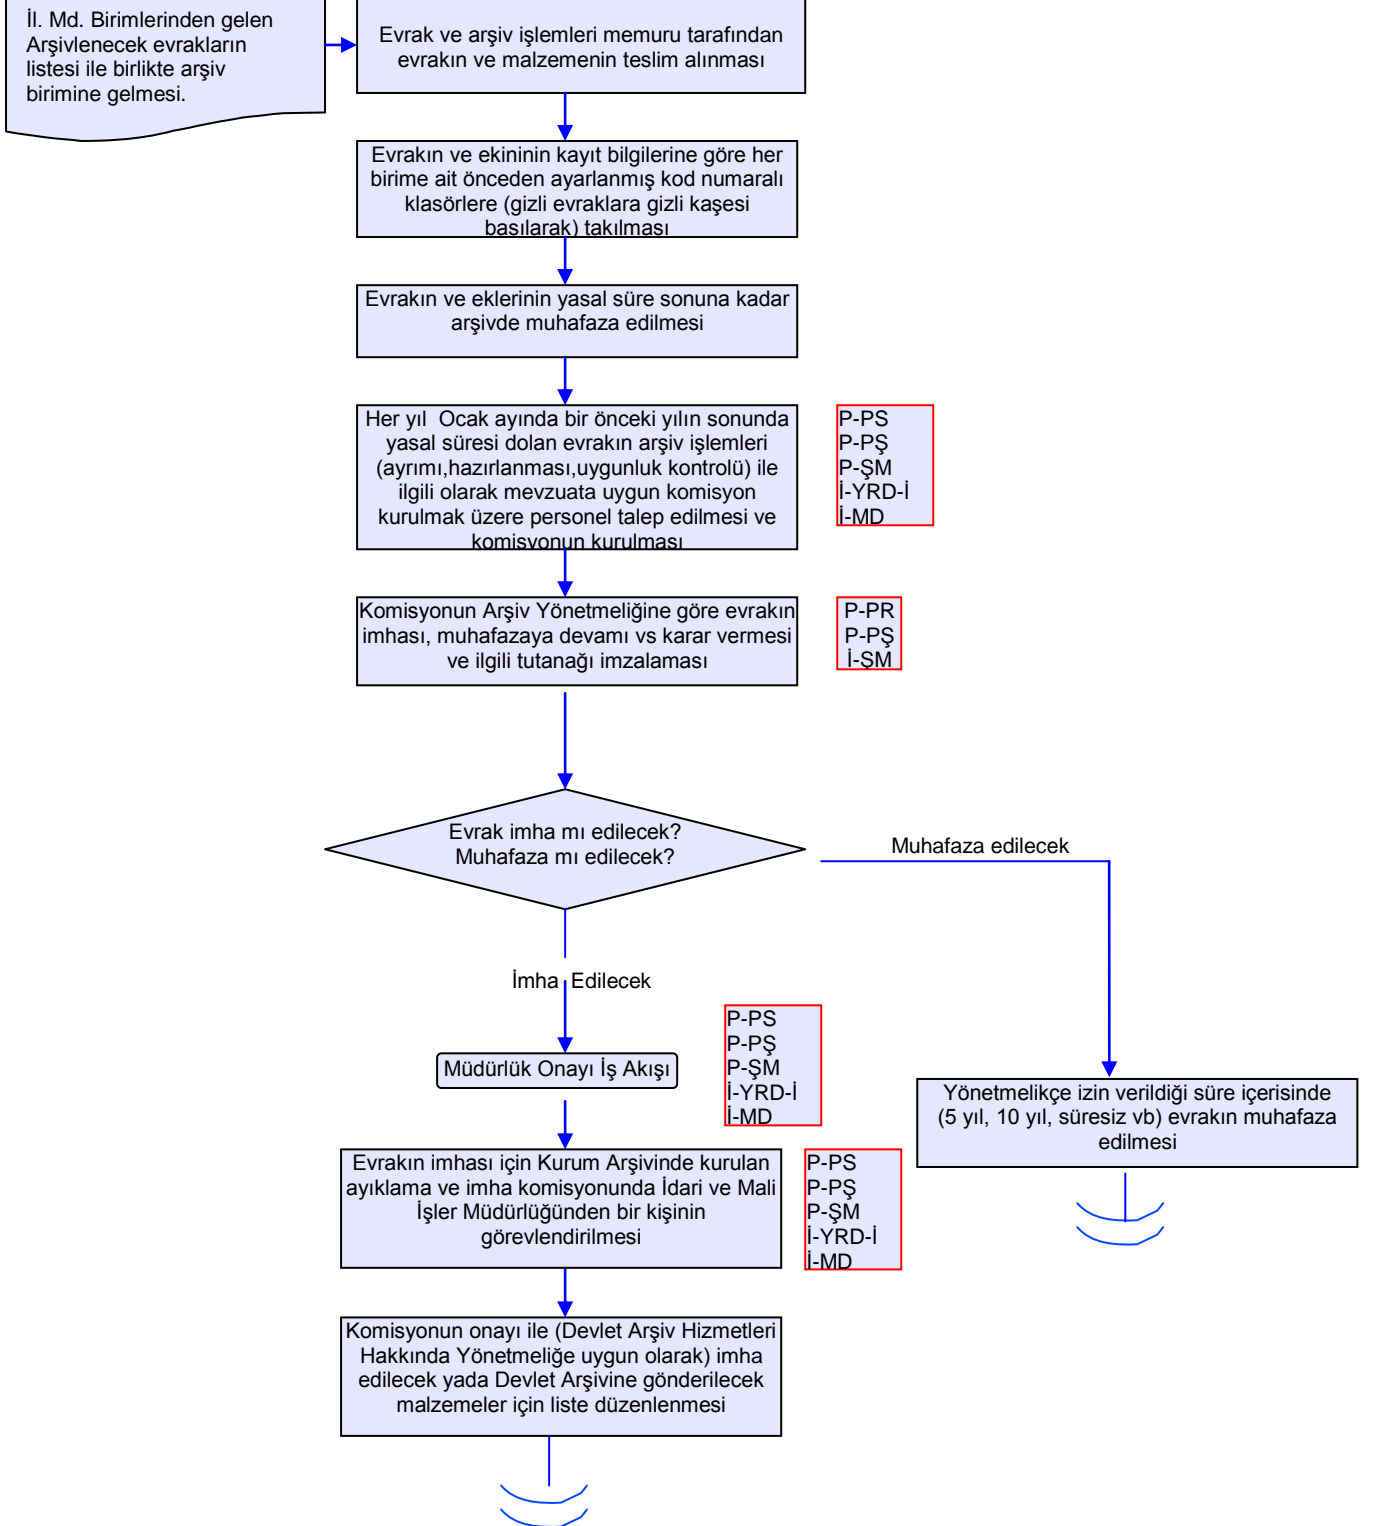 İl. Md. Birimlerinden gelen
Arşivlenecek evrakların
listesi ile birlikte arşiv
birimine gelmesi.
Evrak ve arşiv işlemleri memuru tarafından
evrakın ve malzemenin teslim alınması
Evrakın ve ekininin kayıt bilgilerine göre her
birime ait önceden ayarlanmış kod numaralı
klasörlere (gizli evraklara gizli kaşesi
basılarak) takılması
Evrakın ve eklerinin yasal süre sonuna kadar
arşivde muhafaza edilmesi
Her yıl  Ocak ayında bir önceki yılın sonunda
yasal süresi dolan evrakın arşiv işlemleri
(ayrımı,hazırlanması,uygunluk kontrolü) ile
ilgili olarak mevzuata uygun komisyon
kurulmak üzere personel talep edilmesi ve
komisyonun kurulması
P-PS
P-PŞ
P-ŞM
İ-YRD-İ
İ-MD
Komisyonun Arşiv Yönetmeliğine göre evrakın
imhası, muhafazaya devamı vs karar vermesi
ve ilgili tutanağı imzalaması
P-PR
P-PŞ
İ-ŞM
Evrak imha mı edilecek?
Muhafaza mı edilecek?
Muhafaza edilecek
İmha  Edilecek
P-PS
P-PŞ
P-ŞM
İ-YRD-İ
İ-MD
Müdürlük Onayı İş Akışı
Yönetmelikçe izin verildiği süre içerisinde
(5 yıl, 10 yıl, süresiz vb) evrakın muhafaza
edilmesi
Evrakın imhası için Kurum Arşivinde kurulan
ayıklama ve imha komisyonunda İdari ve Mali
İşler Müdürlüğünden bir kişinin
görevlendirilmesi
P-PS
P-PŞ
P-ŞM
İ-YRD-İ
İ-MD
Komisyonun onayı ile (Devlet Arşiv Hizmetleri
Hakkında Yönetmeliğe uygun olarak) imha
edilecek yada Devlet Arşivine gönderilecek
malzemeler için liste düzenlenmesi